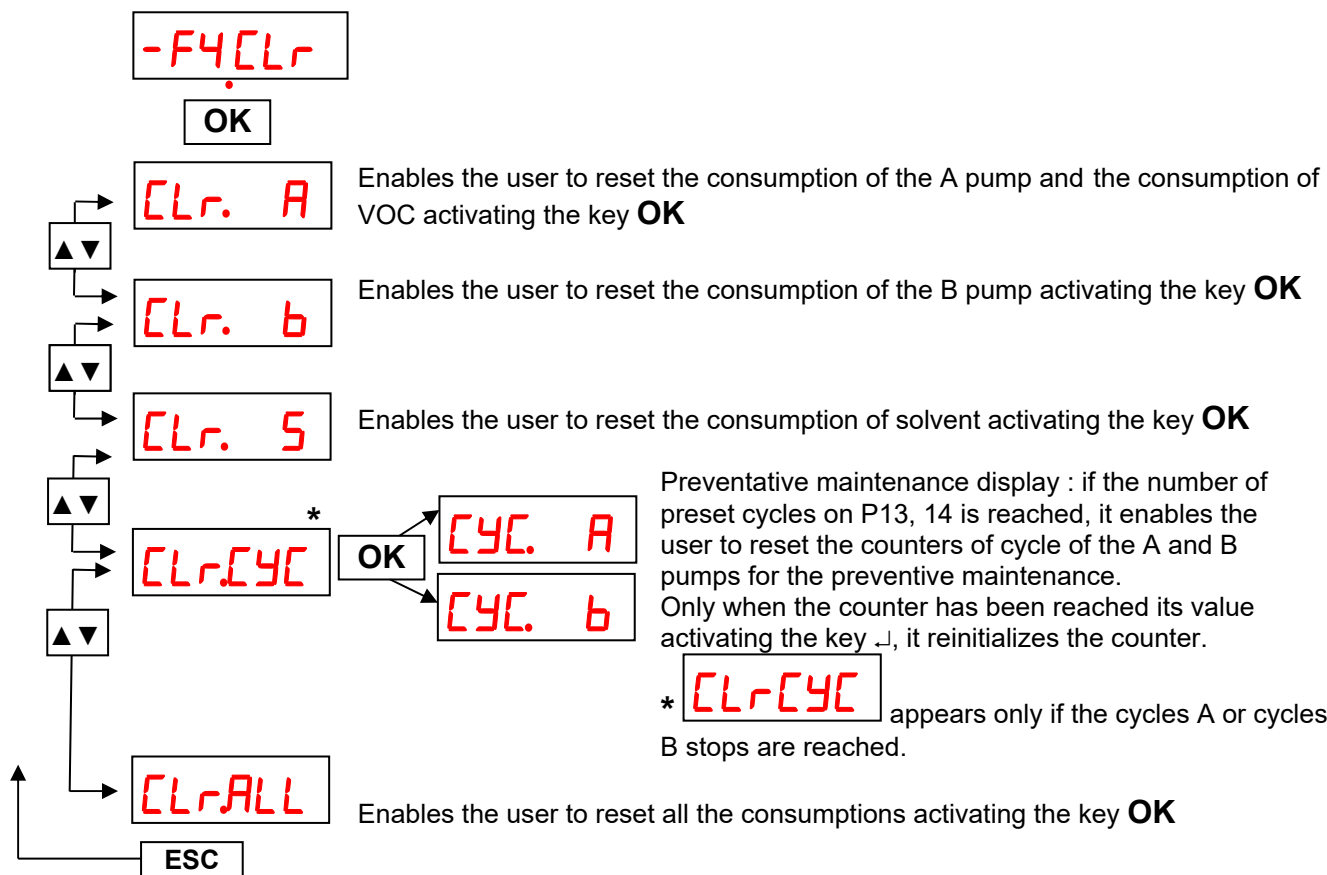 -F4CLr
OK
CLr. A
Enables the user to reset the consumption of the A pump and the consumption of
VOC activating the key OK
▲▼
CLr. b
Enables the user to reset the consumption of the B pump activating the key OK
▲▼
CLr. S
Enables the user to reset the consumption of solvent activating the key OK
▲▼
*
CLr.CYC
OK
CYC. A
CYC. b
Preventative maintenance display : if the number of
preset cycles on P13, 14 is reached, it enables the
user to reset the counters of cycle of the A and B
pumps for the preventive maintenance.
Only when the counter has been reached its value
activating the key ↵, it reinitializes the counter.
* CLrCYC appears only if the cycles A or cycles
B stops are reached.
▲▼
CLr.ALL
Enables the user to reset all the consumptions activating the key OK
ESC